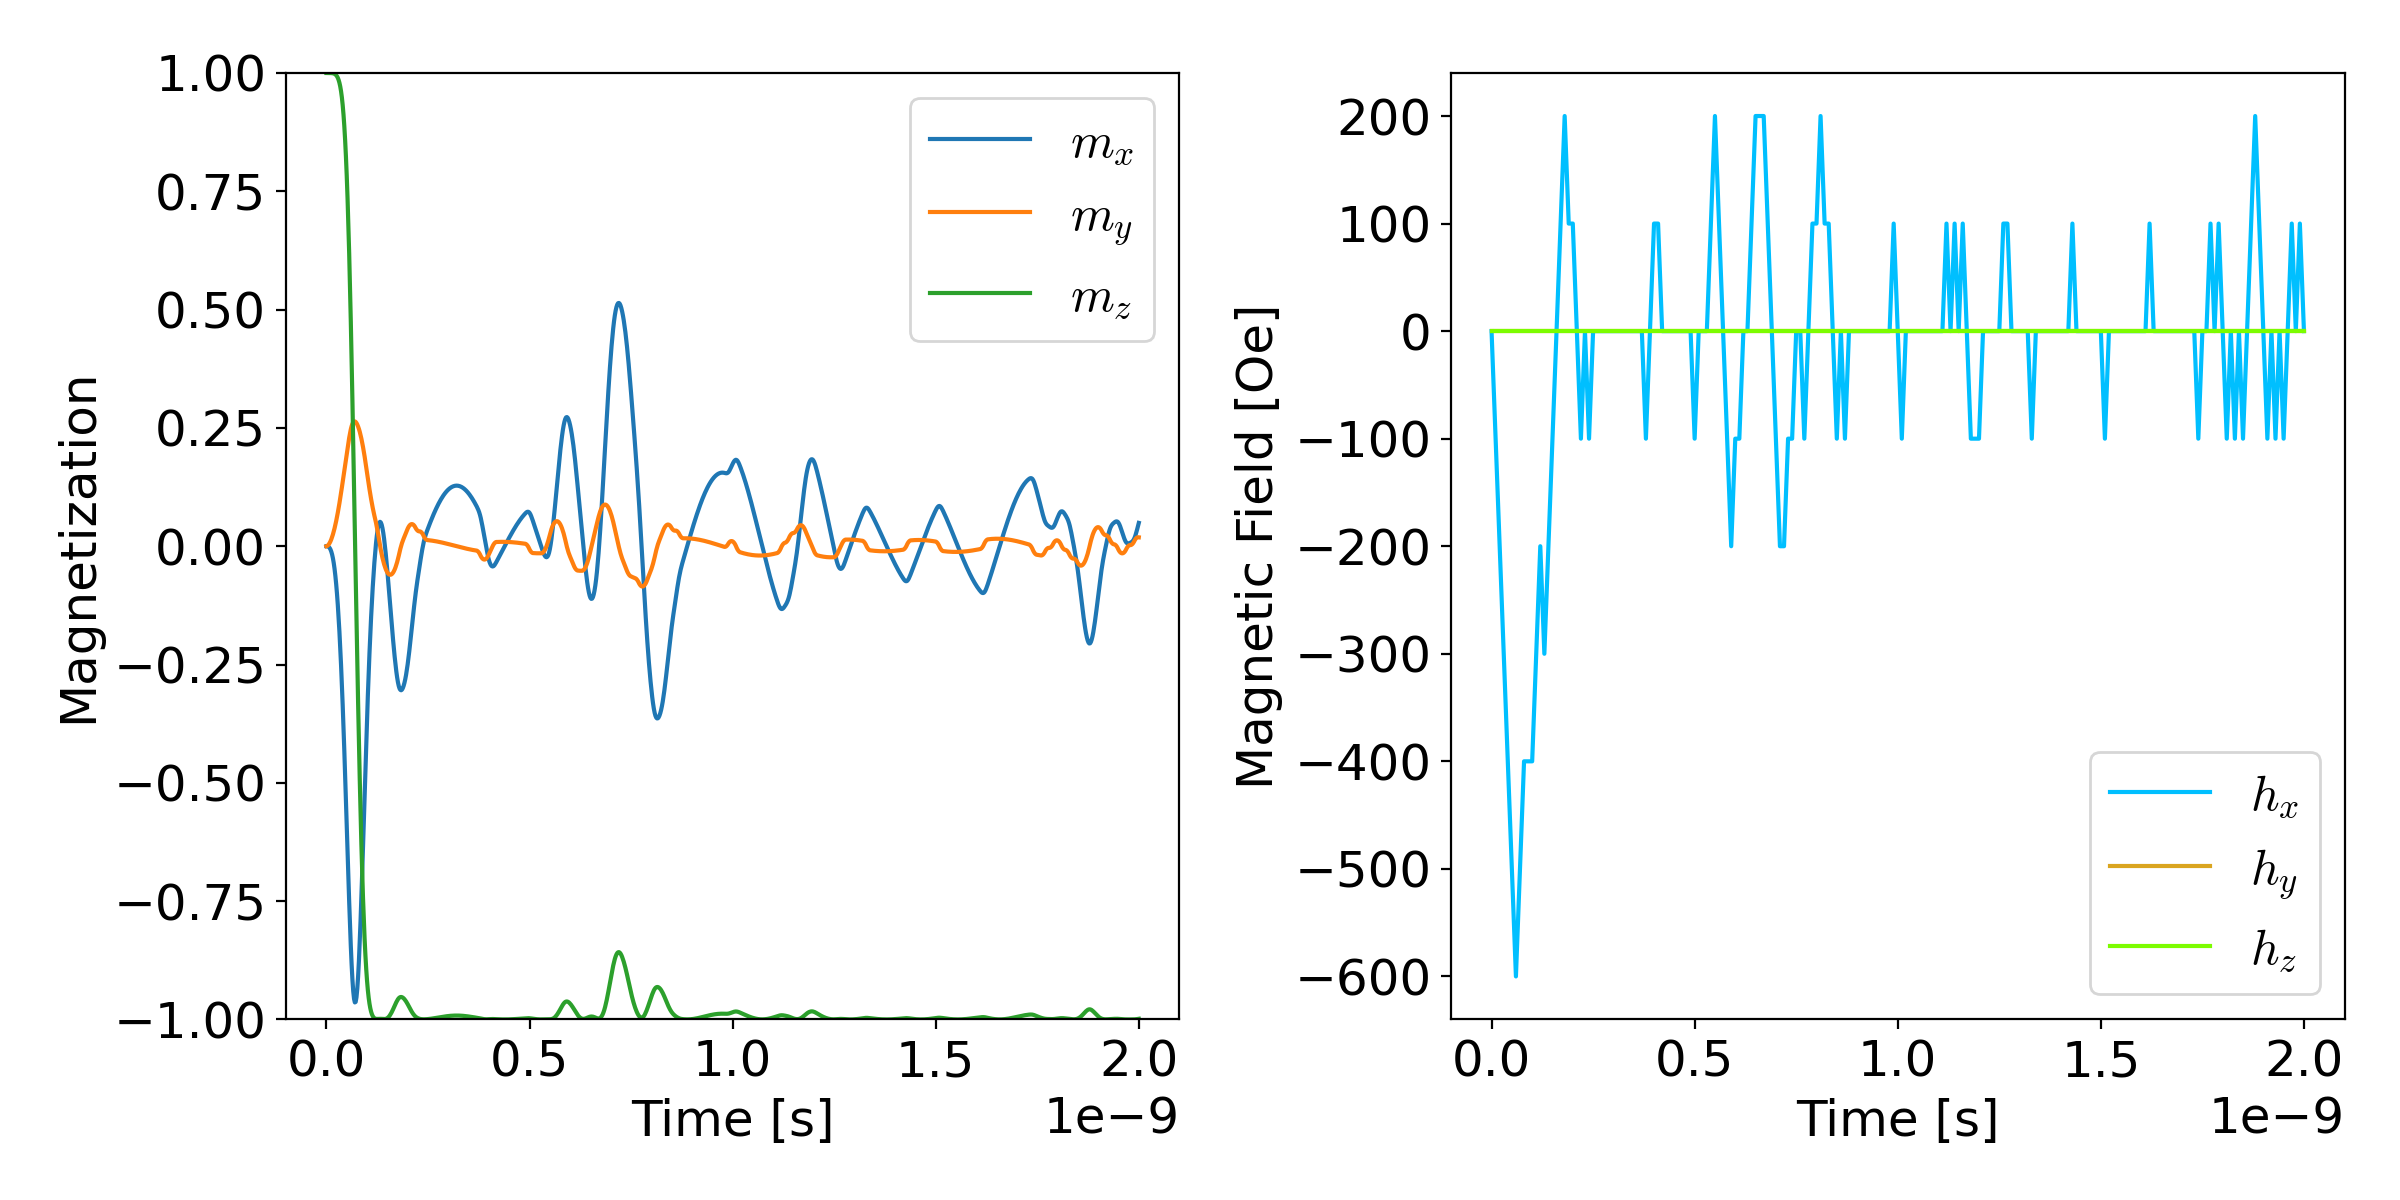 1.00
0.75
0.50
0.25
0.00
−0.25
−0.50
−0.75
−1.00
Magnetization
0.0 0.5 1.0 1.5 2.0
Time [s]
1e−9
m_x
m_y
m_z
200
100
0
−100
−200
−300
−400
−500
−600
Magnetic Field [Oe]
0.0 0.5 1.0 1.5 2.0
Time [s]
1e−9
h_x
h_y
h_z